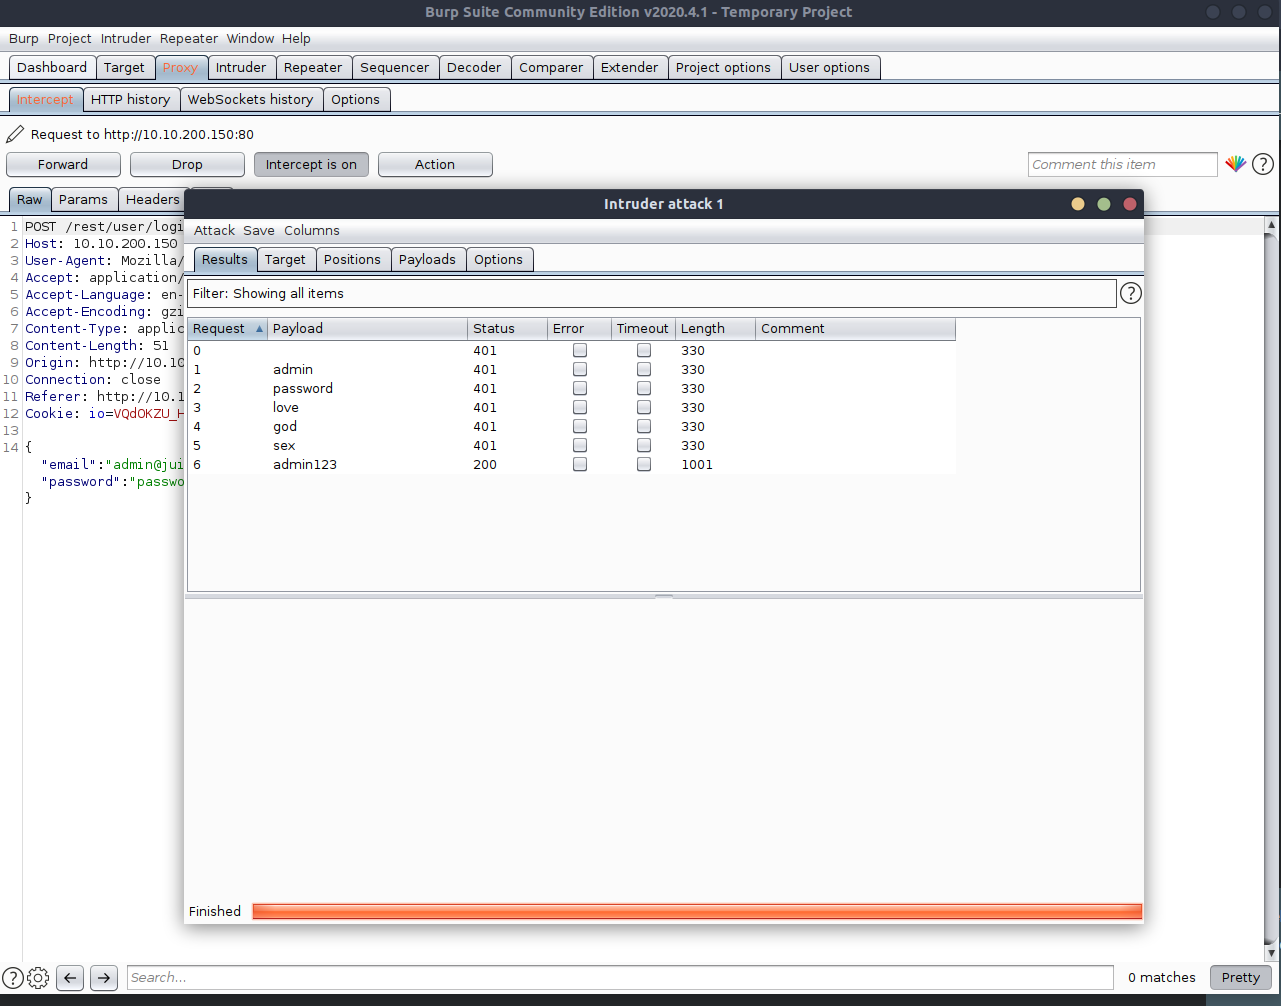 Burp Suite Community Edition v2020.4.1 - Temporary Project
Burp Project Intruder Repeater Window Help
Dashboard Target Proxy Intruder Repeater Sequencer Decoder Comparer Extender Project options User options
Intercept HTTP history WebSockets history Options
Request to http://10.10.200.150:80
Forward Drop Intercept is on Action Comment this item ?
Raw Params Headers
1 POST /rest/user/logi
2 Host: 10.10.200.150
3 User-Agent: Mozilla/
4 Accept: application/
5 Accept-Language: en-
6 Accept-Encoding: gzi
7 Content-Type: applic
8 Content-Length: 51
9 Origin: http://10.10
10 Connection: close
11 Referer: http://10.1
12 Cookie: io=VQdOKZU_H
13
14 {
"email":"admin@jui
"password":"passwo
}
Intruder attack 1
Attack Save Columns
Results Target Positions Payloads Options
Filter: Showing all items ?
Request Payload Status Error Timeout Length Comment
0 401 330
1 admin 401 330
2 password 401 330
3 love 401 330
4 god 401 330
5 sex 401 330
6 admin123 200 1001
Finished
? Search... 0 matches Pretty